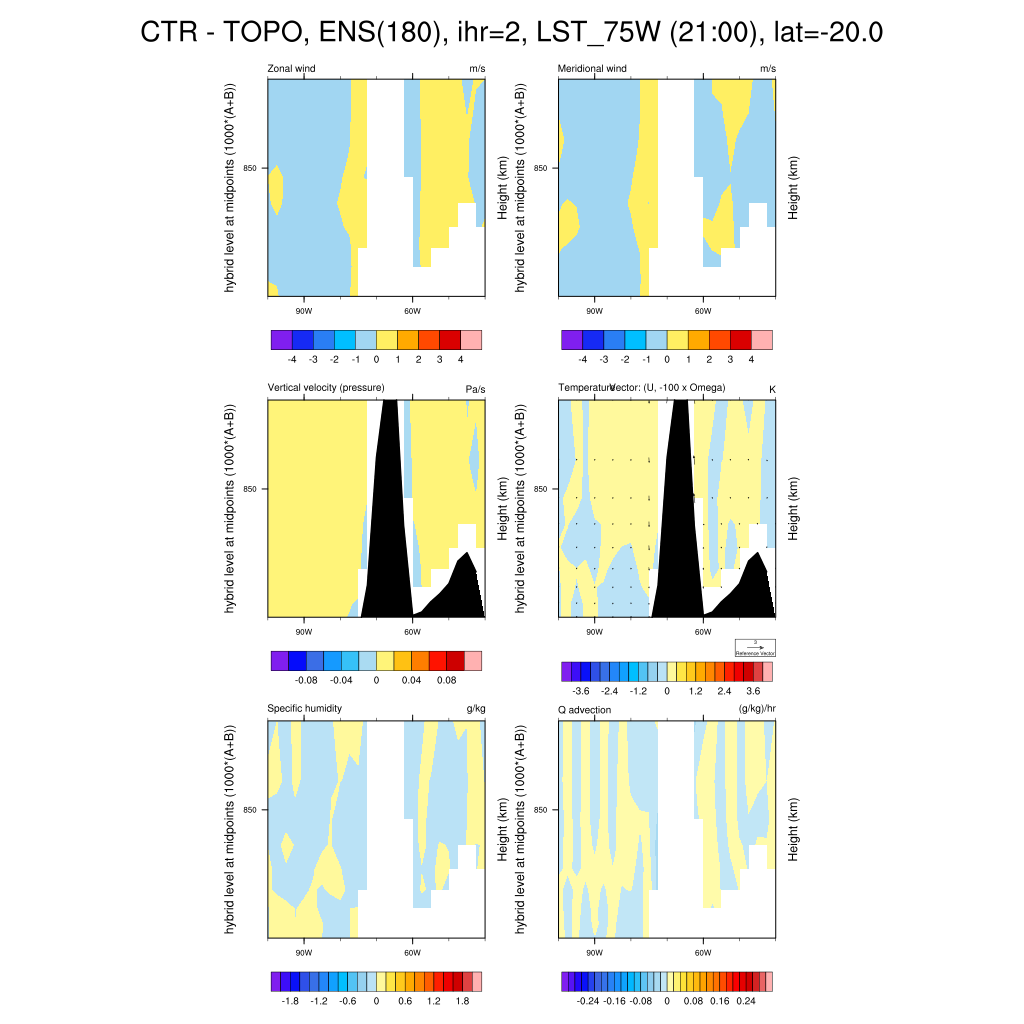 CTR - TOPO, ENS(180), ihr=2, LST_75W (21:00), lat=-20.0
Zonal wind m/s
Meridional wind m/s
hybrid level at midpoints (1000*(A+B))
850
Height (km)
90W 60W
-4 -3 -2 -1 0 1 2 3 4
hybrid level at midpoints (1000*(A+B))
850
Height (km)
90W 60W
-4 -3 -2 -1 0 1 2 3 4
Vertical velocity (pressure) Pa/s
Temperature Vector: (U, -100 x Omega) K
hybrid level at midpoints (1000*(A+B))
850
Height (km)
90W 60W
-0.08 -0.04 0 0.04 0.08
hybrid level at midpoints (1000*(A+B))
850
Height (km)
90W 60W
3
Reference Vector
-3.6 -2.4 -1.2 0 1.2 2.4 3.6
Specific humidity g/kg
Q advection (g/kg)/hr
hybrid level at midpoints (1000*(A+B))
850
Height (km)
90W 60W
-1.8 -1.2 -0.6 0 0.6 1.2 1.8
hybrid level at midpoints (1000*(A+B))
850
Height (km)
90W 60W
-0.24 -0.16 -0.08 0 0.08 0.16 0.24